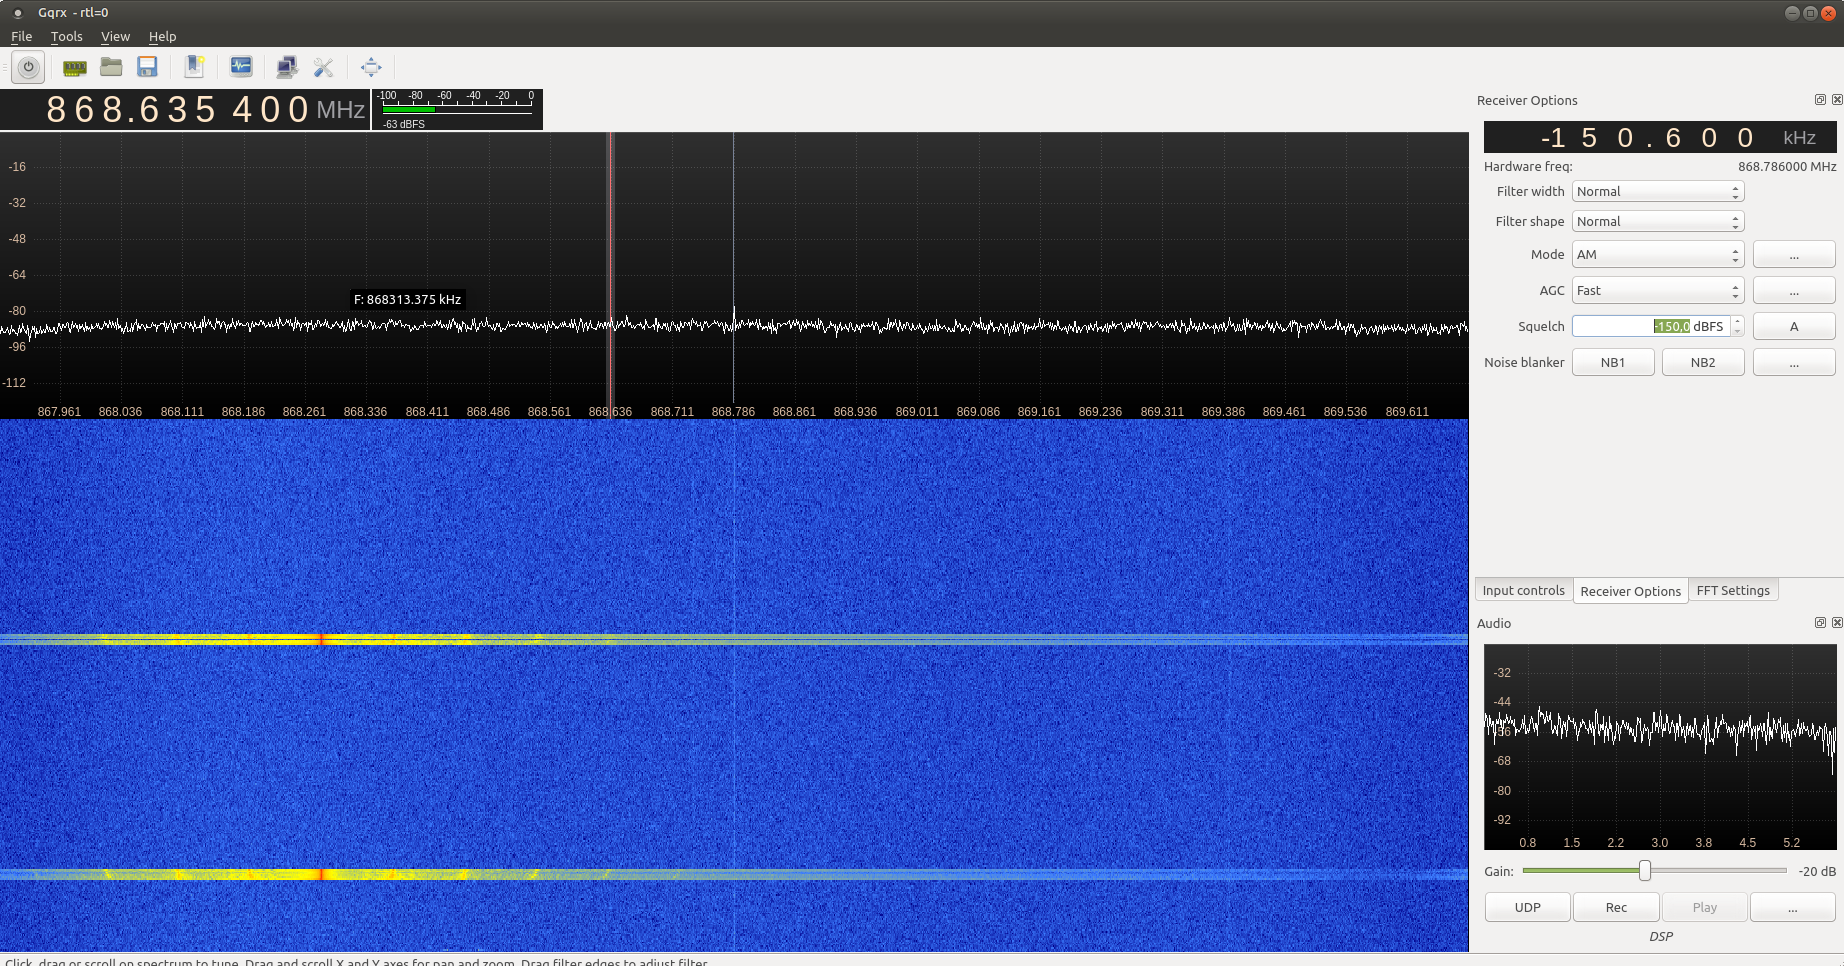 Gqrx - rtl=0
File Tools View Help
868.635 400 MHz
-100 -80 -60 -40 -20 0
-63 dBFS
-16
-32
-48
-64
F: 868313.375 kHz
-80
-96
-112
867.961 868.036 868.111 868.186 868.261 868.336 868.411 868.486 868.561 868.636 868.711 868.786 868.861 868.936 869.011 869.086 869.161 869.236 869.311 869.386 869.461 869.536 869.611
Receiver Options
-150.600 kHz
Hardware freq: 868.786000 MHz
Filter width Normal
Filter shape Normal
Mode AM ...
AGC Fast ...
Squelch -150,0 dBFS A
Noise blanker NB1 NB2 ...
Input controls Receiver Options FFT Settings
Audio
-32
-44
-56
-68
-80
-92
0.8 1.5 2.2 3.0 3.8 4.5 5.2
Gain: -20 dB
UDP Rec Play ...
DSP
Click, drag or scroll on spectrum to tune. Drag and scroll X and Y axes for pan and zoom. Drag filter edges to adjust filter.